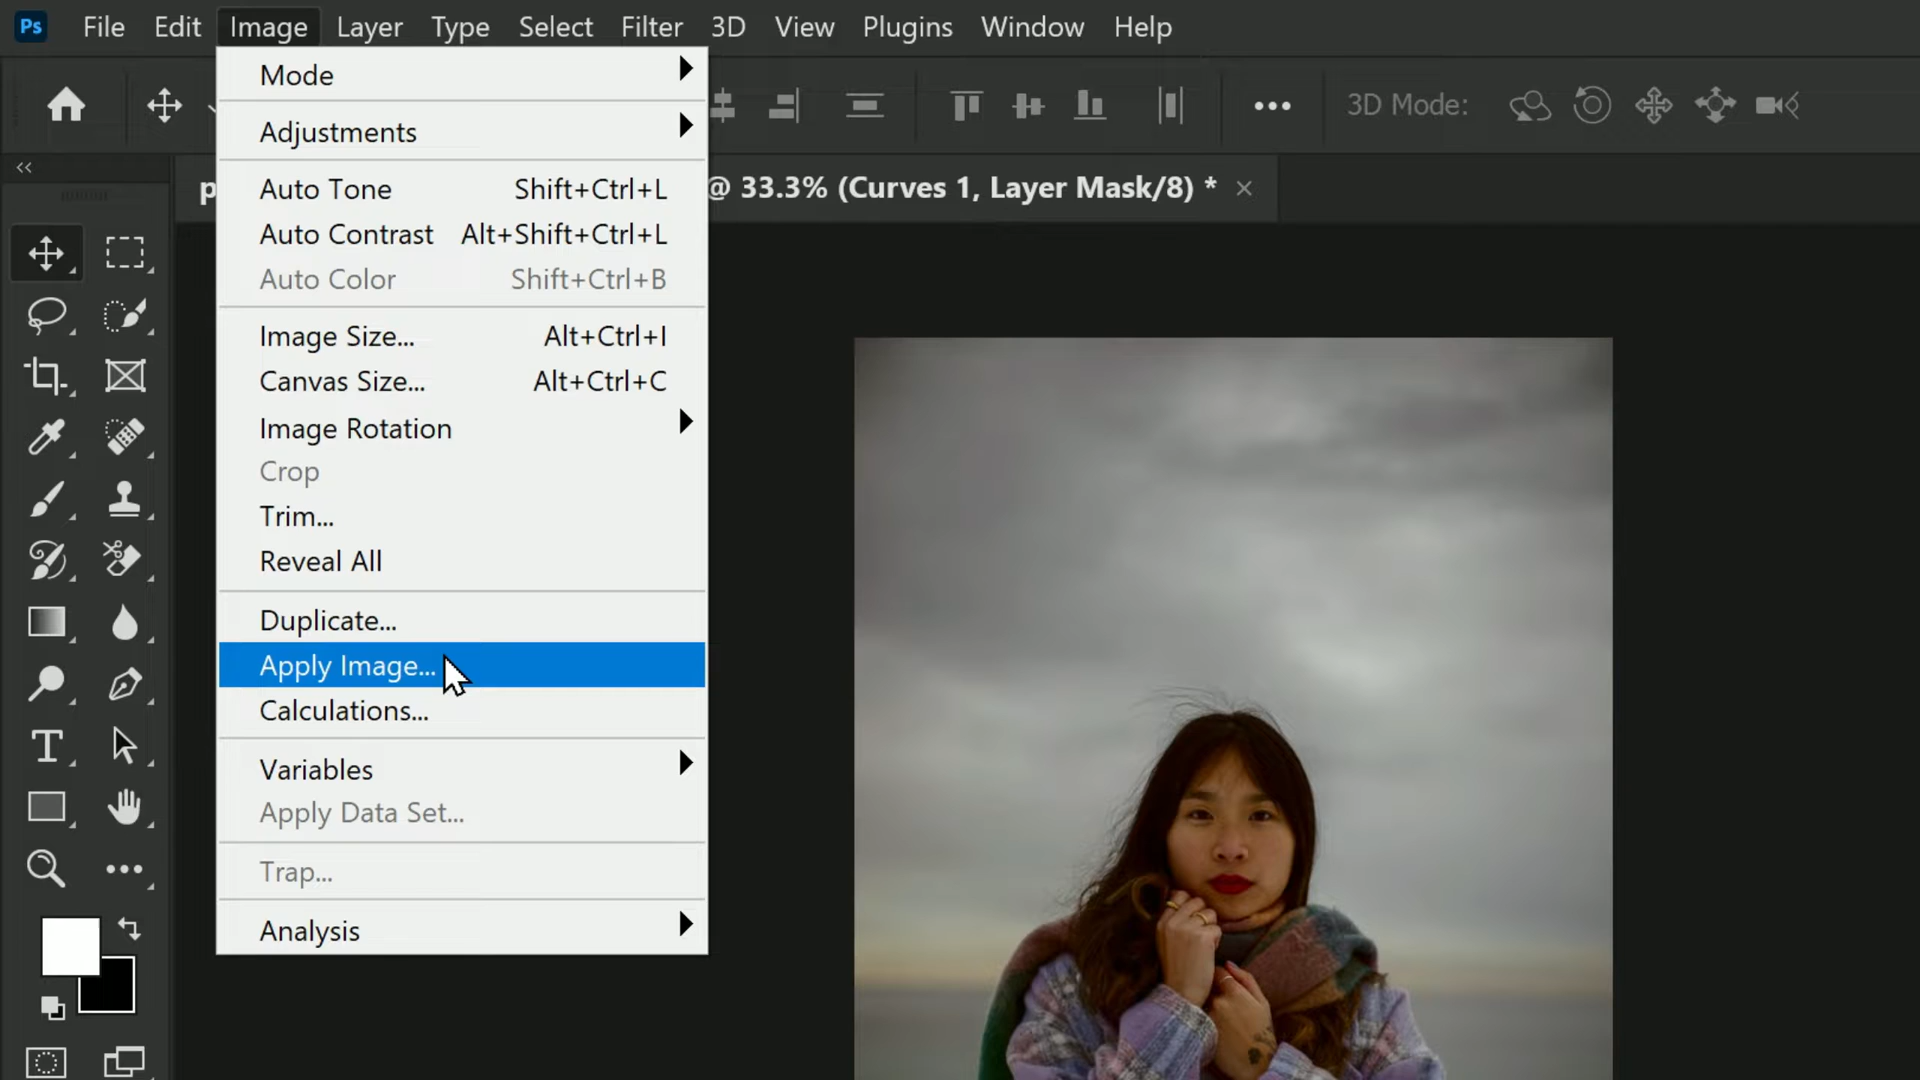 Ps File Edit Image Layer Type Select Filter 3D View Plugins Window Help
3D Mode:
@ 33.3% (Curves 1, Layer Mask/8) *
Mode
Adjustments
Auto Tone Shift+Ctrl+L
Auto Contrast Alt+Shift+Ctrl+L
Auto Color Shift+Ctrl+B
Image Size... Alt+Ctrl+I
Canvas Size... Alt+Ctrl+C
Image Rotation
Crop
Trim...
Reveal All
Duplicate...
Apply Image...
Calculations...
Variables
Apply Data Set...
Trap...
Analysis